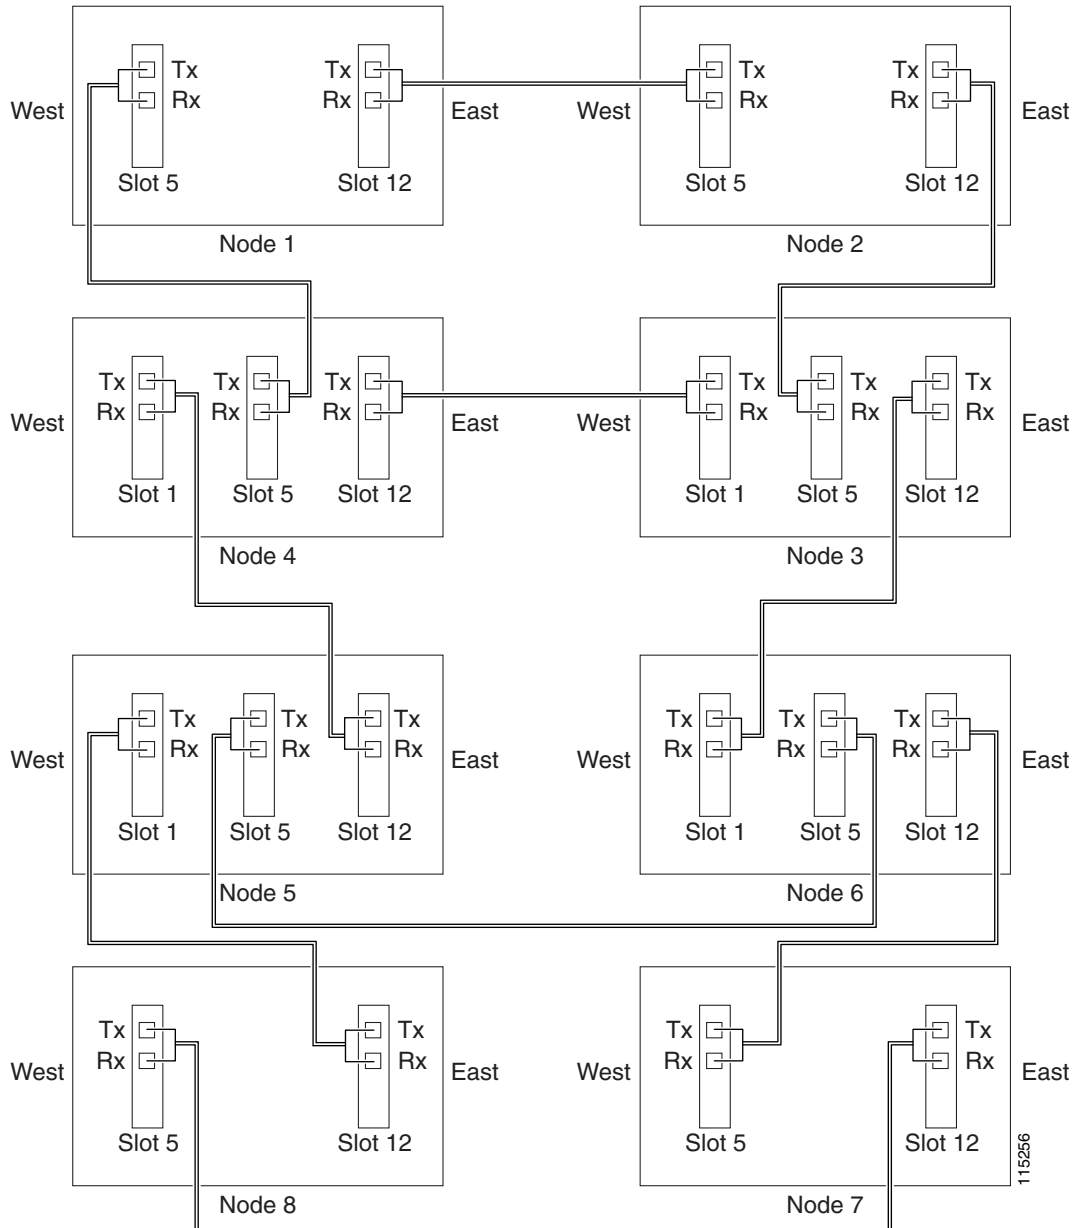 Tx Tx Tx Tx
West Rx Rx East West Rx Rx East
Slot 5 Slot 12 Slot 5 Slot 12
Node 1 Node 2
Tx Tx Tx Tx Tx Tx
West Rx Rx Rx East West Rx Rx Rx East
Slot 1 Slot 5 Slot 12 Slot 1 Slot 5 Slot 12
Node 4 Node 3
Tx Tx Tx Tx Tx Tx
West Rx Rx Rx East West Rx Rx Rx East
Slot 1 Slot 5 Slot 12 Slot 1 Slot 5 Slot 12
Node 5 Node 6
Tx Tx Tx Tx
West Rx Rx East West Rx Rx East
Slot 5 Slot 12 Slot 5 Slot 12
115256
Node 8 Node 7